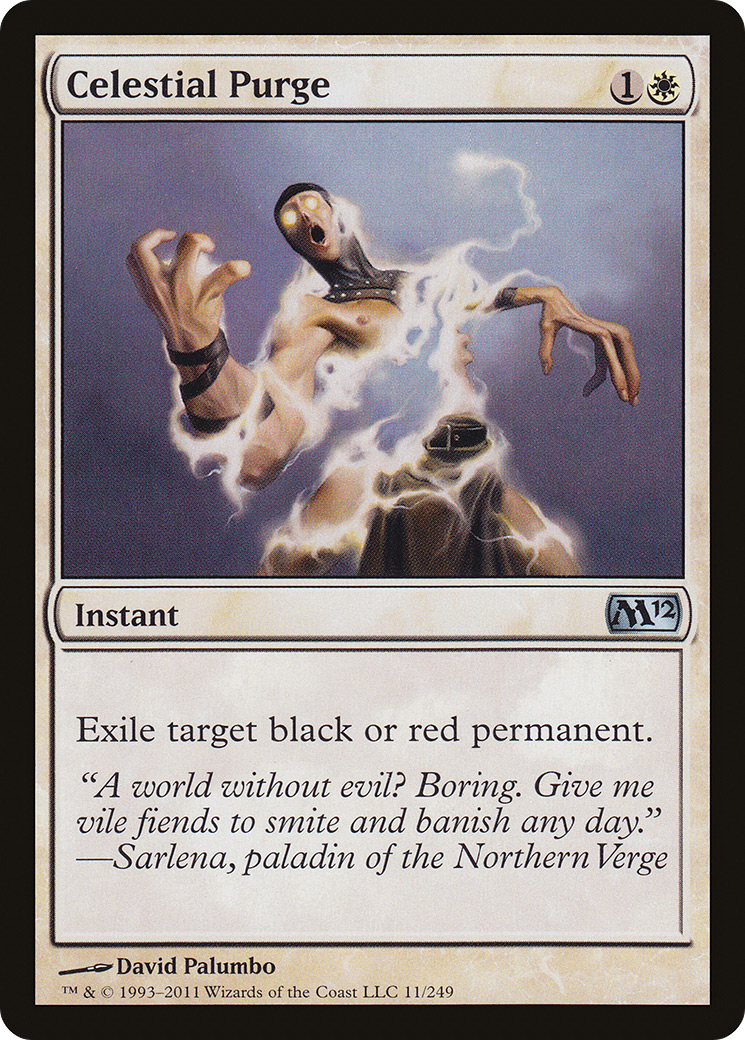 Celestial Purge 1
Instant M12
Exile target black or red permanent.
“A world without evil? Boring. Give me
vile fiends to smite and banish any day.”
—Sarlena, paladin of the Northern Verge
David Palumbo
™ & © 1993–2011 Wizards of the Coast LLC 11/249